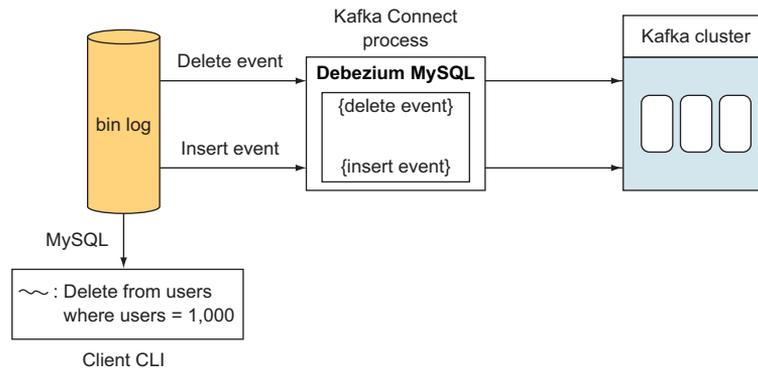 Kafka Connect
process
Kafka cluster
Delete event
Debezium MySQL
{delete event}
bin log
Insert event
{insert event}
MySQL
: Delete from users
where users = 1,000
Client CLI